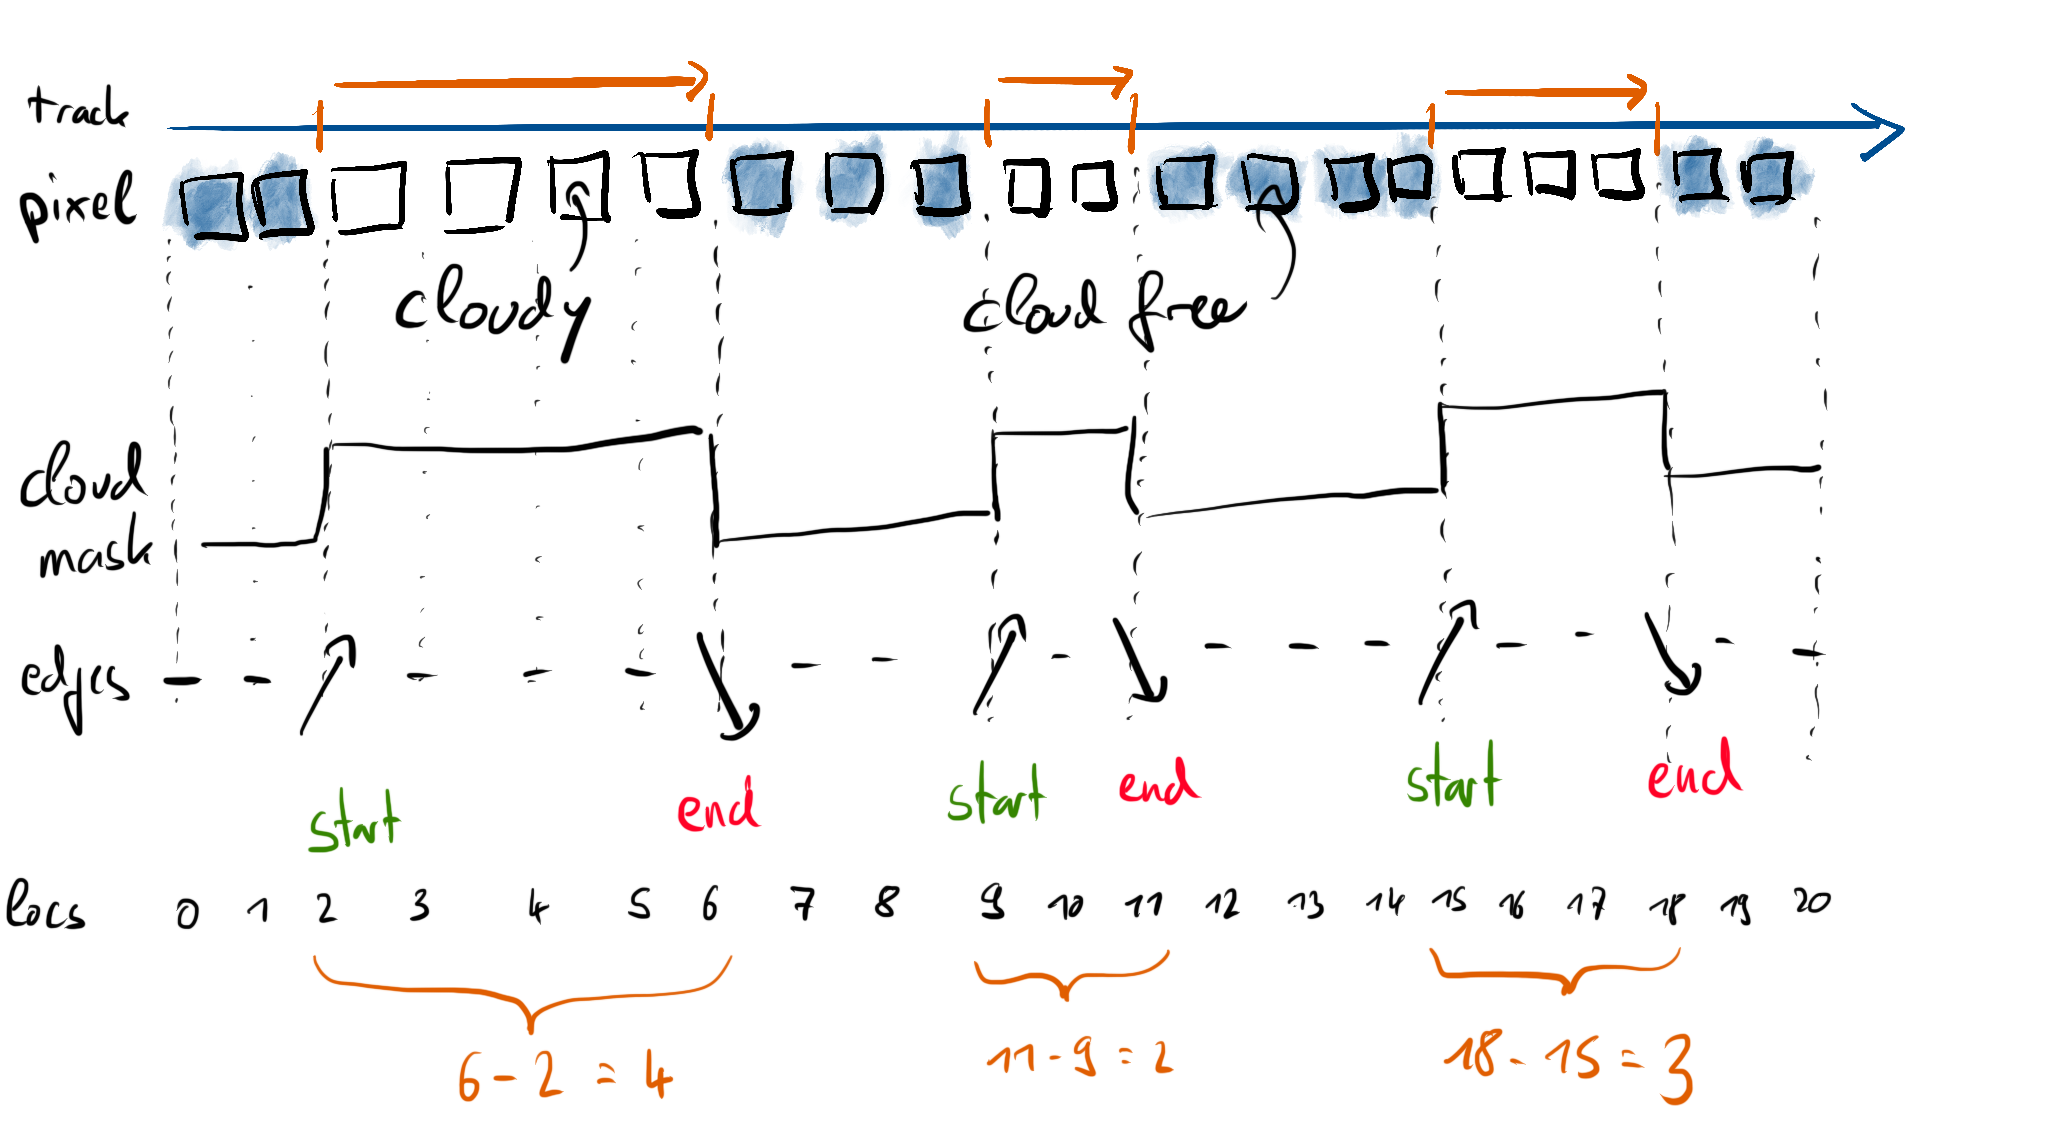 track
pixel
cloudy
cloud free
cloud
mask
edges
start end start end start end
locs 0 1 2 3 4 5 6 7 8 9 10 11 12 13 14 15 16 17 18 19 20
6 - 2 = 4
11 - 9 = 2
18 - 15 = 3